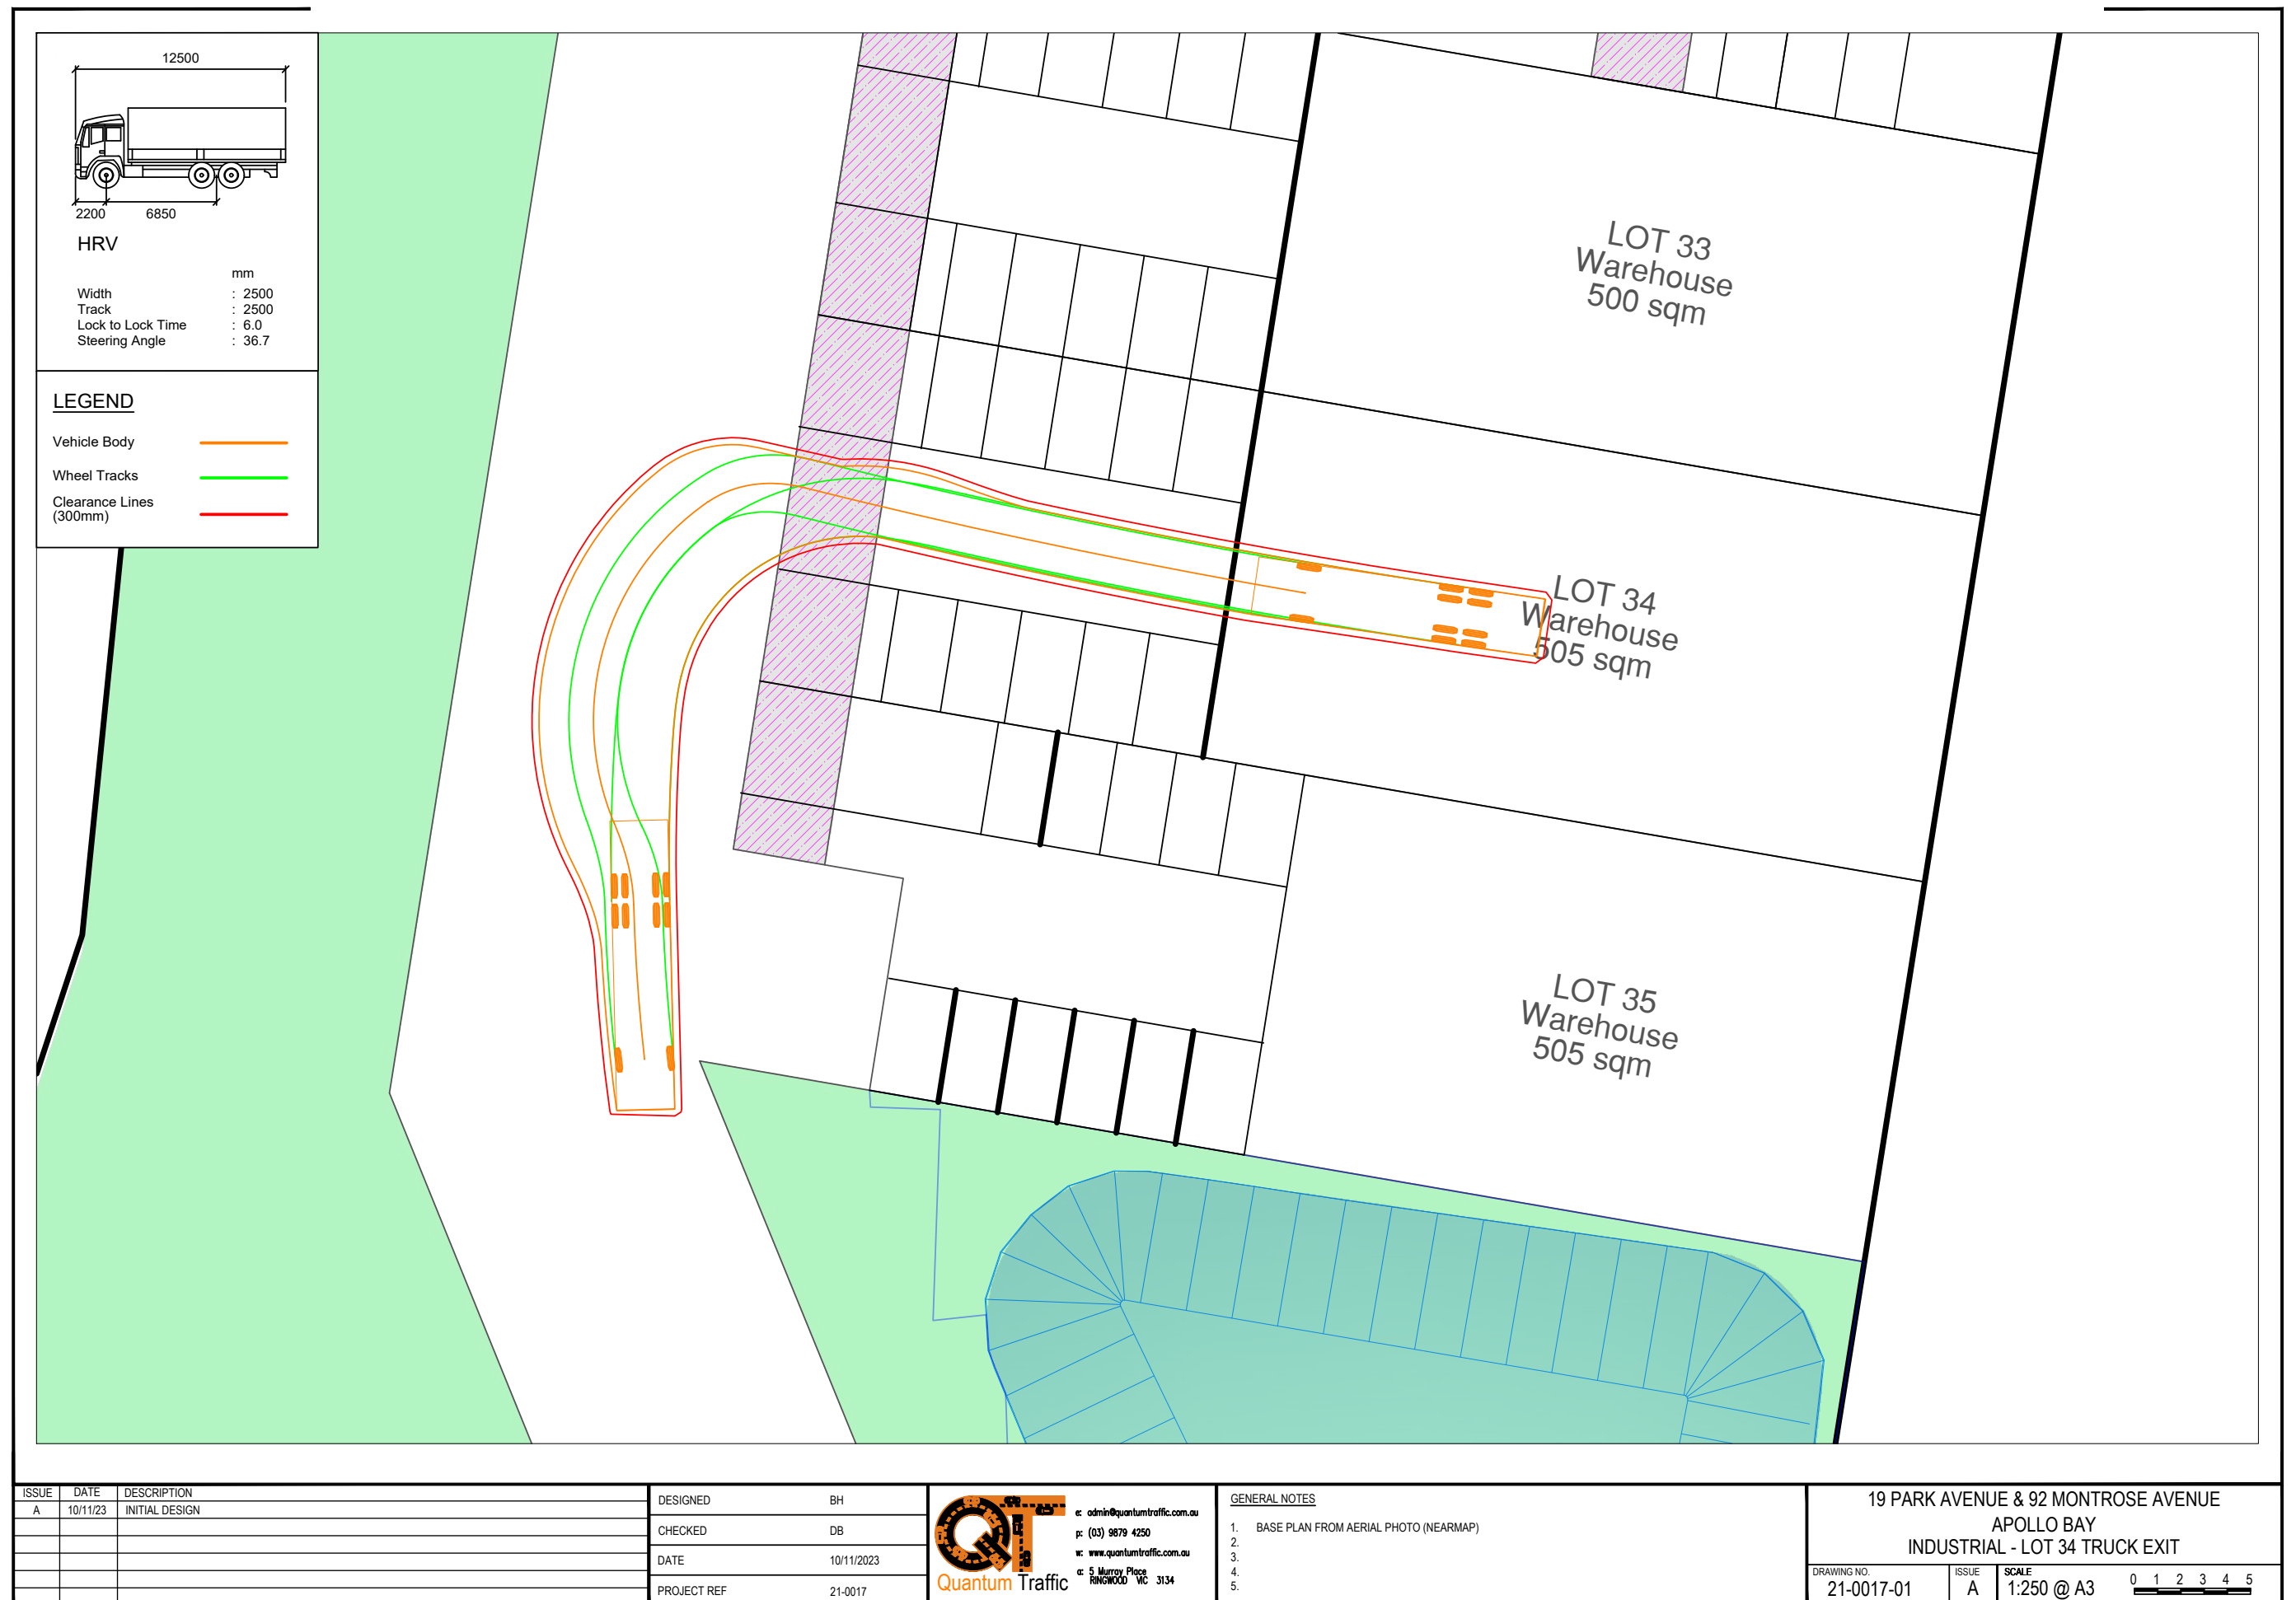 12500
2200 6850
HRV
mm
Width : 2500
Track : 2500
Lock to Lock Time : 6.0
Steering Angle : 36.7
LEGEND
Vehicle Body
Wheel Tracks
Clearance Lines
(300mm)
LOT 33
Warehouse
500 sqm
LOT 34
Warehouse
505 sqm
LOT 35
Warehouse
505 sqm
ISSUE DATE DESCRIPTION
A 10/11/23 INITIAL DESIGN
DESIGNED BH
CHECKED DB
DATE 10/11/2023
PROJECT REF 21-0017
QT
Quantum Traffic
e: admin@quantumtraffic.com.au
p: (03) 9879 4250
w: www.quantumtraffic.com.au
a: 5 Murray Place
RINGWOOD VIC 3134
GENERAL NOTES
1. BASE PLAN FROM AERIAL PHOTO (NEARMAP)
2.
3.
4.
5.
19 PARK AVENUE & 92 MONTROSE AVENUE
APOLLO BAY
INDUSTRIAL - LOT 34 TRUCK EXIT
DRAWING NO.
21-0017-01
ISSUE
A
SCALE
1:250 @ A3
0 1 2 3 4 5